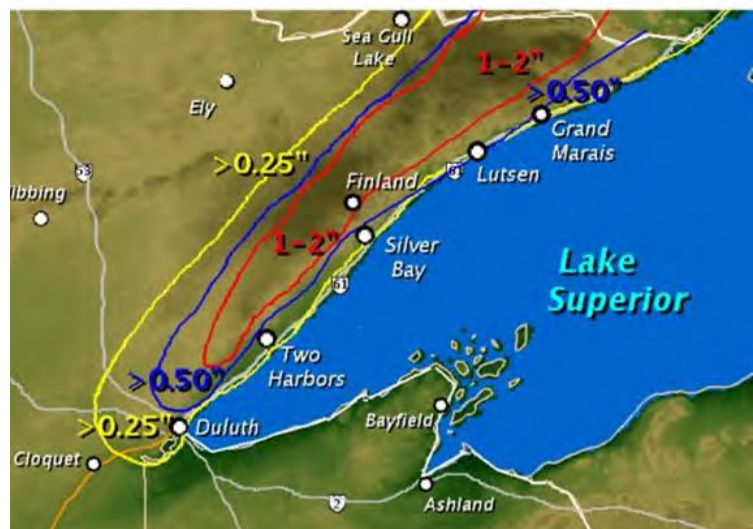 Sea Gull
Lake
1-2"
Ely
>0.50"
Grand
Marais
>0.25"
53
61
Lutsen
ibbing
Finland
1-2"
Silver
Bay
Lake
Superior
61
Two
Harbors
>0.50"
>0.25"
Duluth
Bayfield
Cloquet
Ashland
2